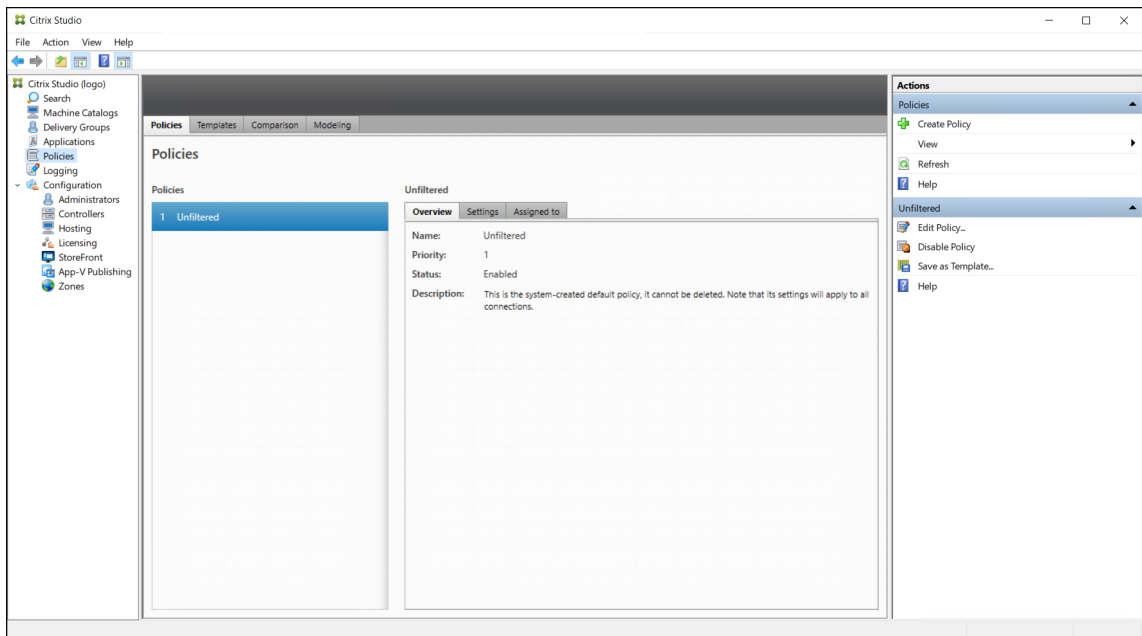 Citrix Studio
File Action View Help
Citrix Studio (logo)
Search
Machine Catalogs
Delivery Groups
Applications
Policies
Logging
Configuration
Administrators
Controllers
Hosting
Licensing
StoreFront
App-V Publishing
Zones
Policies Templates Comparison Modeling
Policies
Policies
1 Unfiltered
Unfiltered
Overview Settings Assigned to
Name: Unfiltered
Priority: 1
Status: Enabled
Description: This is the system-created default policy, it cannot be deleted. Note that its settings will apply to all
connections.
Actions
Policies
Create Policy
View
Refresh
Help
Unfiltered
Edit Policy...
Disable Policy
Save as Template...
Help